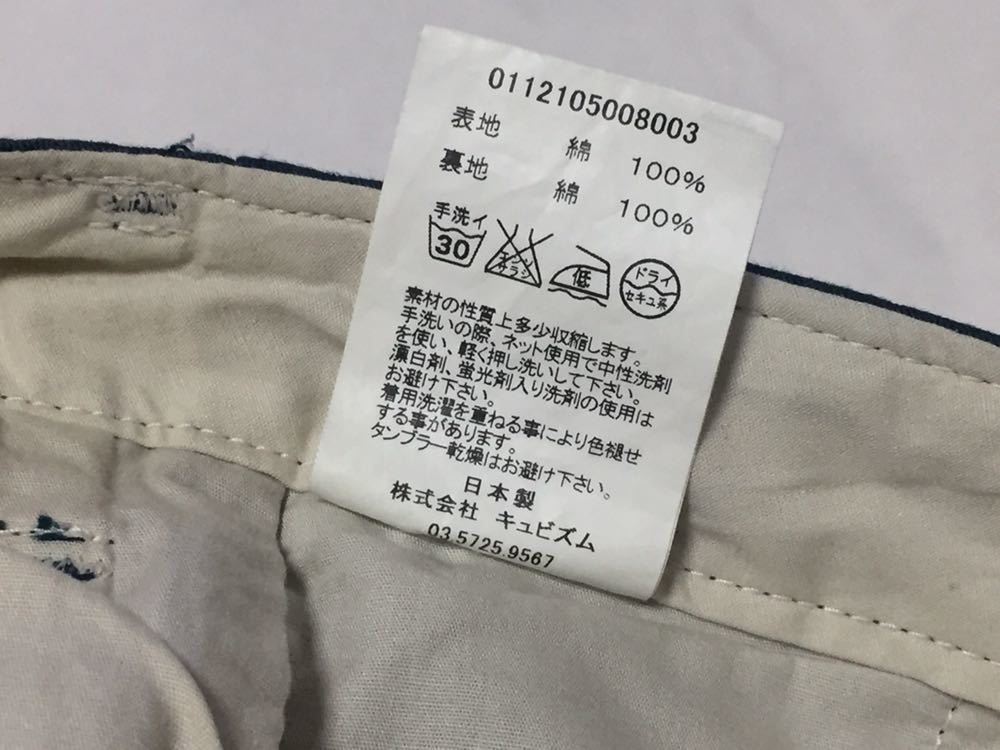 0112105008003
表地 綿 100%
裏地 綿 100%
手洗イ 30 エンソ サラシ 低 ドライ セキユ系
素材の性質上多少収縮します。
手洗いの際、ネット使用で中性洗剤
を使い、軽く押し洗いして下さい。
漂白剤、蛍光剤入り洗剤の使用は
お避け下さい。
着用洗濯を重ねる事により色褪せ
する事があります。
タンブラー乾燥はお避け下さい。
日本製
株式会社 キュビズム
03.5725.9567